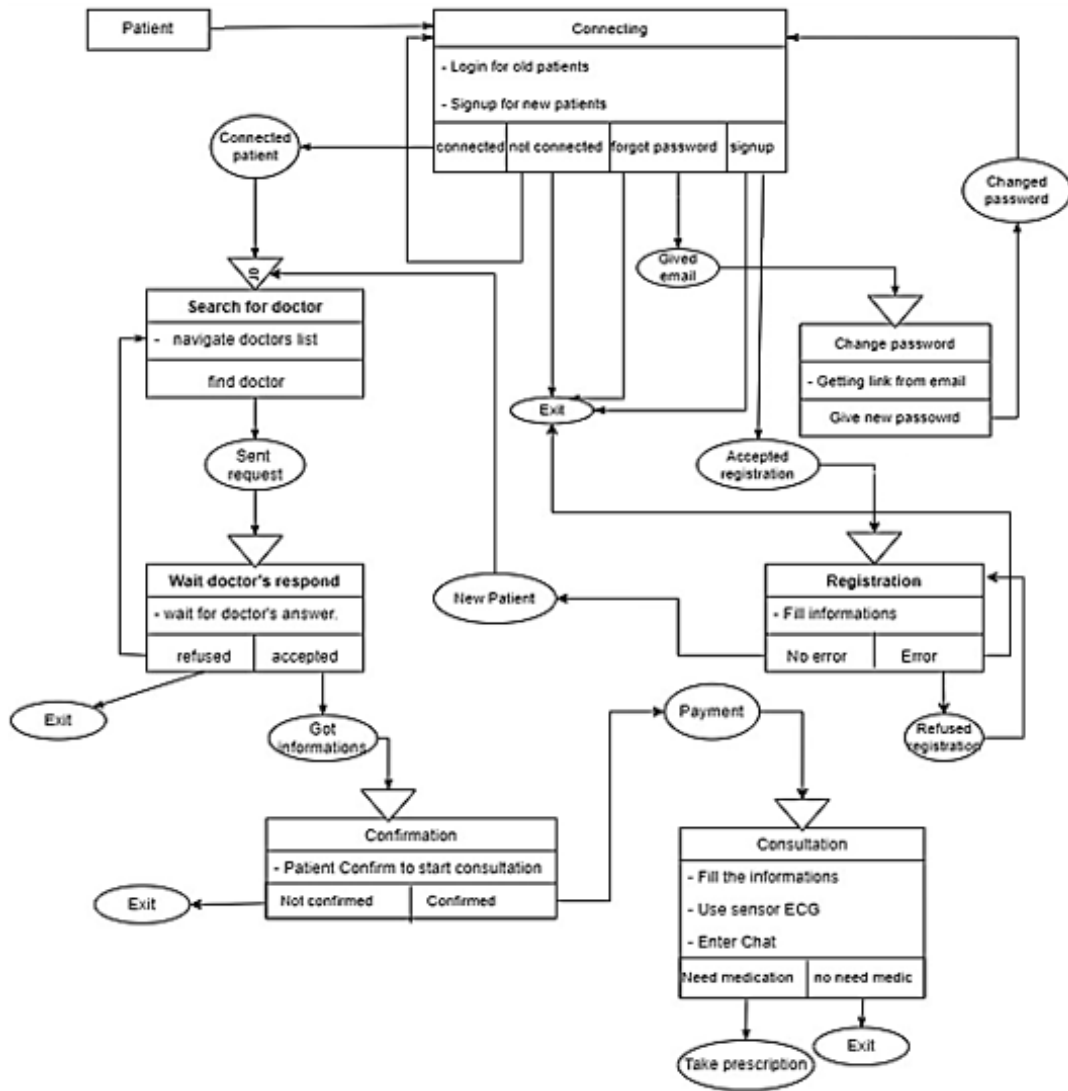 Patient
Connecting
- Login for old patients
- Signup for new patients
connected
not connected
forgot password
signup
Connected
patient
Changed
password
Gived
email
JO
Search for doctor
- navigate doctors list
find doctor
Change password
- Getting link from email
Give new passowrd
Exit
Sent
request
Accepted
registration
Wait doctor's respond
- wait for doctor's answer.
refused
accepted
New Patient
Registration
- Fill informations
No error
Error
Exit
Got
informations
Payment
Refused
registration
Confirmation
- Patient Confirm to start consultation
Not confirmed
Confirmed
Exit
Consultation
- Fill the informations
- Use sensor ECG
- Enter Chat
Need medication
no need medic
Take prescription
Exit